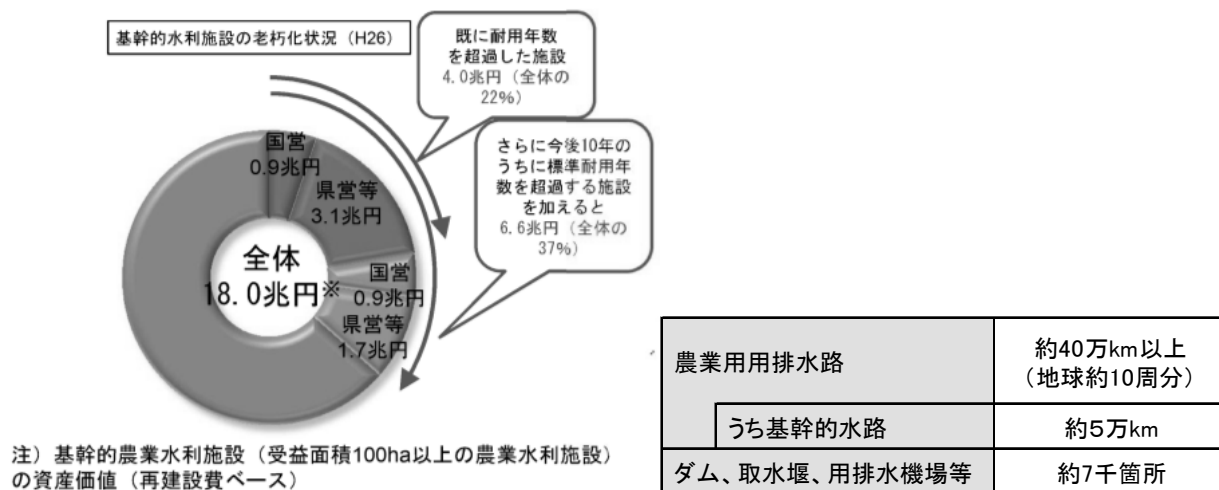 基幹的水利施設の老朽化状況（H26）
既に耐用年数
を超過した施設
4.0兆円（全体の
22%）
さらに今後10年の
うちに標準耐用年
数を超過する施設
を加えると
6.6兆円（全体の
37%）
国営
0.9兆円
県営等
3.1兆円
国営
0.9兆円
県営等
1.7兆円
全体
18.0兆円※
注）基幹的農業水利施設（受益面積100ha以上の農業水利施設）
の資産価値（再建設費ベース）
農業用用排水路
約40万km以上
（地球約10周分）
うち基幹的水路
約5万km
ダム、取水堰、用排水機場等
約7千箇所